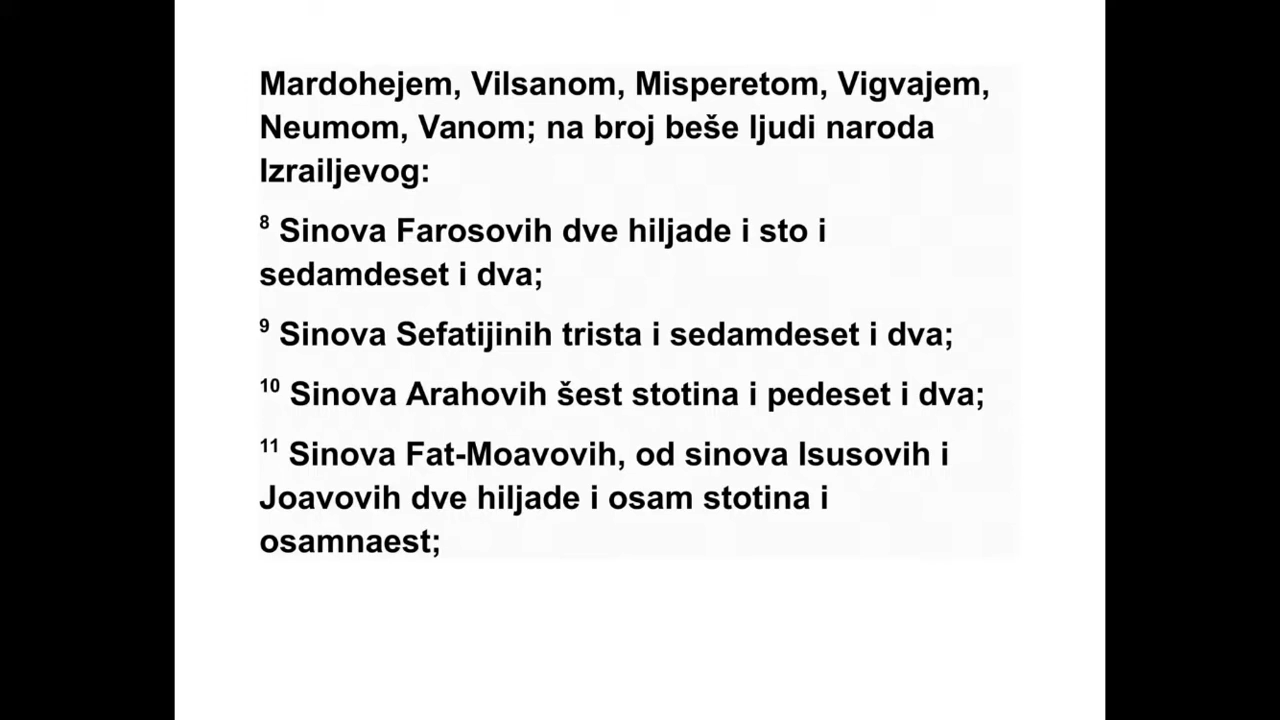 Mardohejem, Vilsanom, Misperetom, Vigvajem,
Neumom, Vanom; na broj beše ljudi naroda
Izrailjevog:
8 Sinova Farosovih dve hiljade i sto i
sedamdeset i dva;
9 Sinova Sefatijinih trista i sedamdeset i dva;
10 Sinova Arahovih šest stotina i pedeset i dva;
11 Sinova Fat-Moavovih, od sinova Isusovih i
Joavovih dve hiljade i osam stotina i
osamnaest;